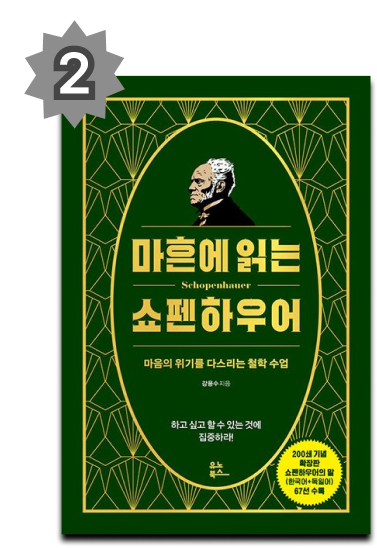 2
마흔에 읽는
Schopenhauer
쇼펜하우어
마음의 위기를 다스리는 철학 수업
강용수 지음
하고 싶고 할 수 있는 것에
집중하라!
200쇄 기념
확장판
쇼펜하우어의 말
(한국어+독일어)
67선 수록
유노
북스